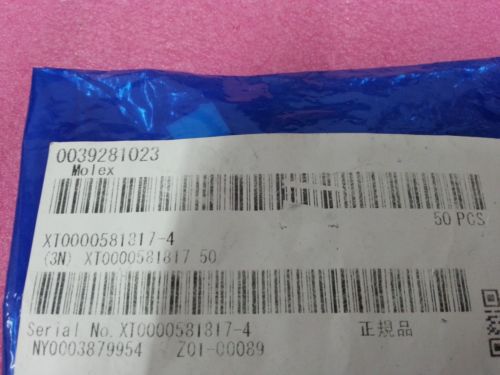 0039281023
Molex
50 PCS
XT0000581817-4
(3N) XT0000581817 50
Serial No. XT0000581817-4 正規品
NY0003879954 Z01-00089